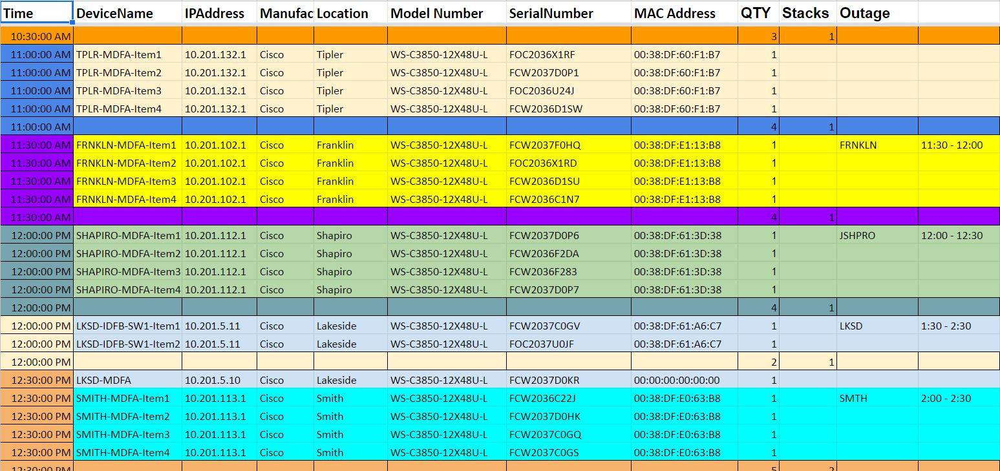 Time DeviceName IPAddress Manufac Location Model Number SerialNumber MAC Address QTY Stacks Outage
10:30:00 AM 3 1
11:00:00 AM TPLR-MDFA-Item1 10.201.132.1 Cisco Tipler WS-C3850-12X48U-L FOC2036X1RF 00:38:DF:60:F1:B7 1
11:00:00 AM TPLR-MDFA-Item2 10.201.132.1 Cisco Tipler WS-C3850-12X48U-L FCW2037D0P1 00:38:DF:60:F1:B7 1
11:00:00 AM TPLR-MDFA-Item3 10.201.132.1 Cisco Tipler WS-C3850-12X48U-L FOC2036U24J 00:38:DF:60:F1:B7 1
11:00:00 AM TPLR-MDFA-Item4 10.201.132.1 Cisco Tipler WS-C3850-12X48U-L FCW2036D1SW 00:38:DF:60:F1:B7 1
11:00:00 AM 4 1
11:30:00 AM FRNKLN-MDFA-Item1 10.201.102.1 Cisco Franklin WS-C3850-12X48U-L FCW2037F0HQ 00:38:DF:E1:13:B8 1 FRNKLN 11:30 - 12:00
11:30:00 AM FRNKLN-MDFA-Item2 10.201.102.1 Cisco Franklin WS-C3850-12X48U-L FOC2036X1RD 00:38:DF:E1:13:B8 1
11:30:00 AM FRNKLN-MDFA-Item3 10.201.102.1 Cisco Franklin WS-C3850-12X48U-L FCW2036D1SU 00:38:DF:E1:13:B8 1
11:30:00 AM FRNKLN-MDFA-Item4 10.201.102.1 Cisco Franklin WS-C3850-12X48U-L FCW2036C1N7 00:38:DF:E1:13:B8 1
11:30:00 AM 4 1
12:00:00 PM SHAPIRO-MDFA-Item1 10.201.112.1 Cisco Shapiro WS-C3850-12X48U-L FCW2037D0P6 00:38:DF:61:3D:38 1 JSHPRO 12:00 - 12:30
12:00:00 PM SHAPIRO-MDFA-Item2 10.201.112.1 Cisco Shapiro WS-C3850-12X48U-L FCW2036F2DA 00:38:DF:61:3D:38 1
12:00:00 PM SHAPIRO-MDFA-Item3 10.201.112.1 Cisco Shapiro WS-C3850-12X48U-L FCW2036F283 00:38:DF:61:3D:38 1
12:00:00 PM SHAPIRO-MDFA-Item4 10.201.112.1 Cisco Shapiro WS-C3850-12X48U-L FCW2037D0P7 00:38:DF:61:3D:38 1
12:00:00 PM 4 1
12:00:00 PM LKSD-IDFB-SW1-Item1 10.201.5.11 Cisco Lakeside WS-C3850-12X48U-L FCW2037C0GV 00:38:DF:61:A6:C7 1 LKSD 1:30 - 2:30
12:00:00 PM LKSD-IDFB-SW1-Item2 10.201.5.11 Cisco Lakeside WS-C3850-12X48U-L FOC2037U0JF 00:38:DF:61:A6:C7 1
12:00:00 PM 2 1
12:30:00 PM LKSD-MDFA 10.201.5.10 Cisco Lakeside WS-C3850-12X48U-L FCW2037D0KR 00:00:00:00:00:00 1
12:30:00 PM SMITH-MDFA-Item1 10.201.113.1 Cisco Smith WS-C3850-12X48U-L FCW2036C22J 00:38:DF:E0:63:B8 1 SMTH 2:00 - 2:30
12:30:00 PM SMITH-MDFA-Item2 10.201.113.1 Cisco Smith WS-C3850-12X48U-L FCW2037D0HK 00:38:DF:E0:63:B8 1
12:30:00 PM SMITH-MDFA-Item3 10.201.113.1 Cisco Smith WS-C3850-12X48U-L FCW2037C0GQ 00:38:DF:E0:63:B8 1
12:30:00 PM SMITH-MDFA-Item4 10.201.113.1 Cisco Smith WS-C3850-12X48U-L FCW2037C0GS 00:38:DF:E0:63:B8 1
12:30:00 PM 5 2